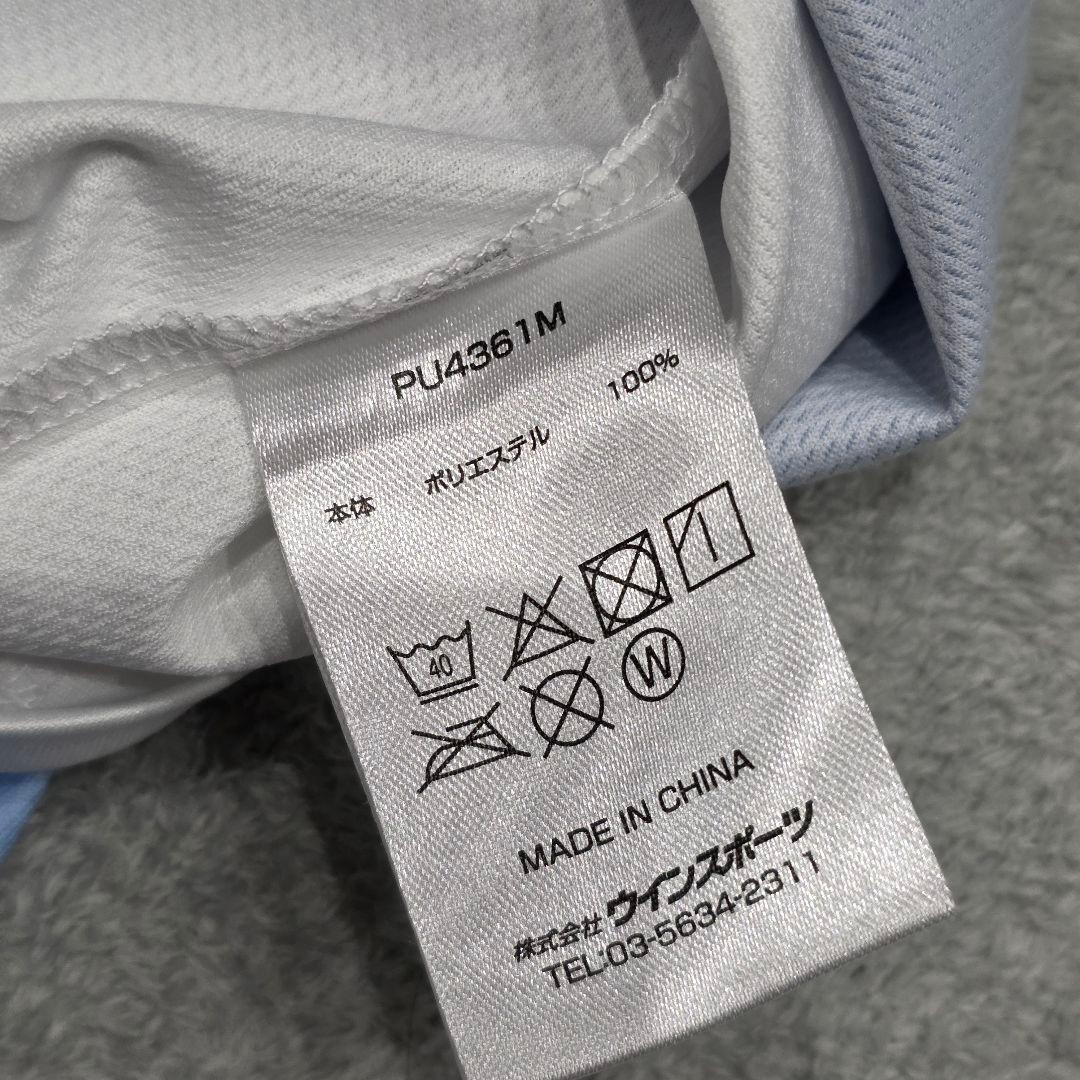 PU4361M
本体 ポリエステル 100%
40
W
MADE IN CHINA
株式会社 ウインスポーツ
TEL:03-5634-2311